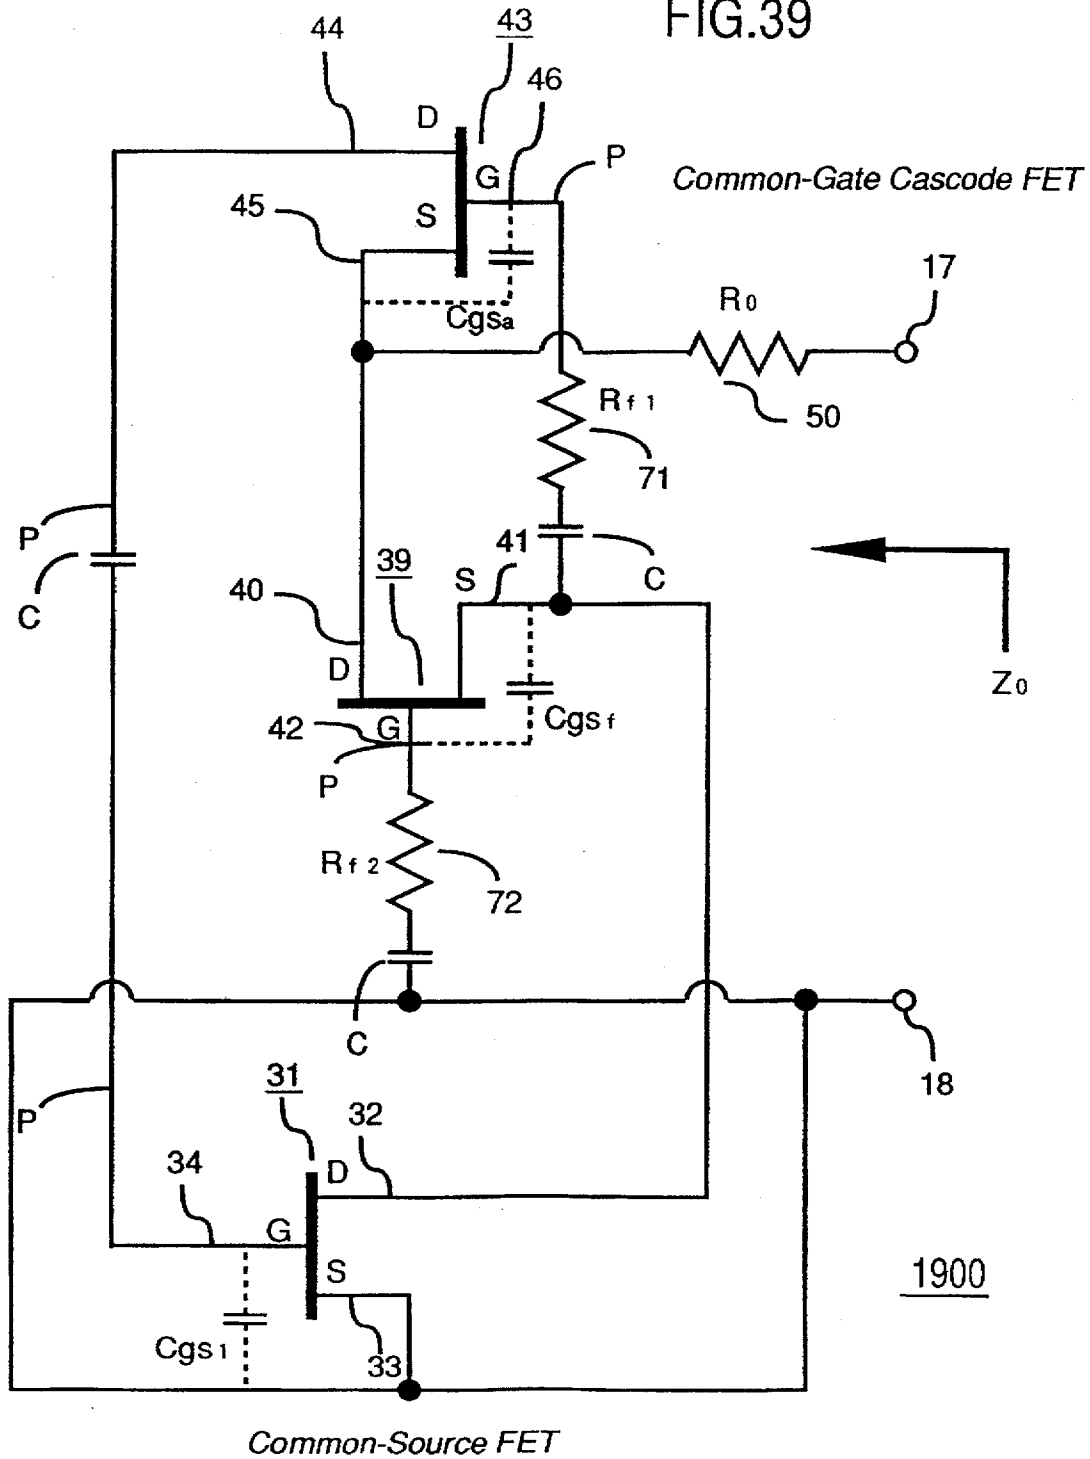 FIG.39
44
43
46
D
G
P
Common-Gate Cascode FET
45
S
17
R0
Cgsa
50
Rf1
71
P
C
41
39
S
C
40
D
Z0
Cgsf
42
G
P
Rf2
72
C
18
31
P
32
34
D
G
S
1900
Cgs1
33
Common-Source FET